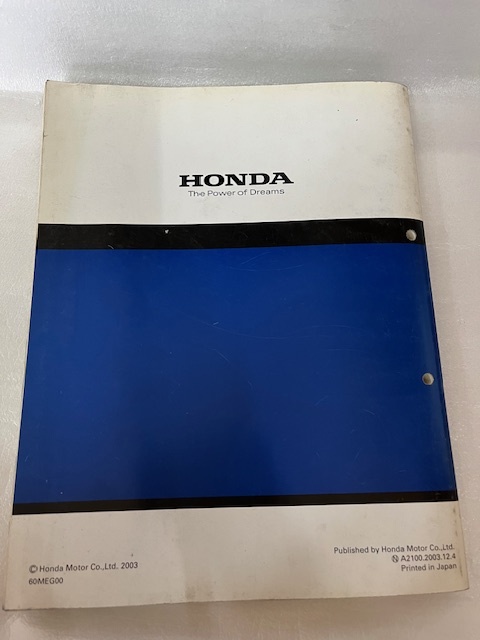 HONDA
The Power of Dreams
© Honda Motor Co.,Ltd. 2003
60MEG00
Published by Honda Motor Co.,Ltd.
Ⓝ A2100.2003.12.4
Printed in Japan